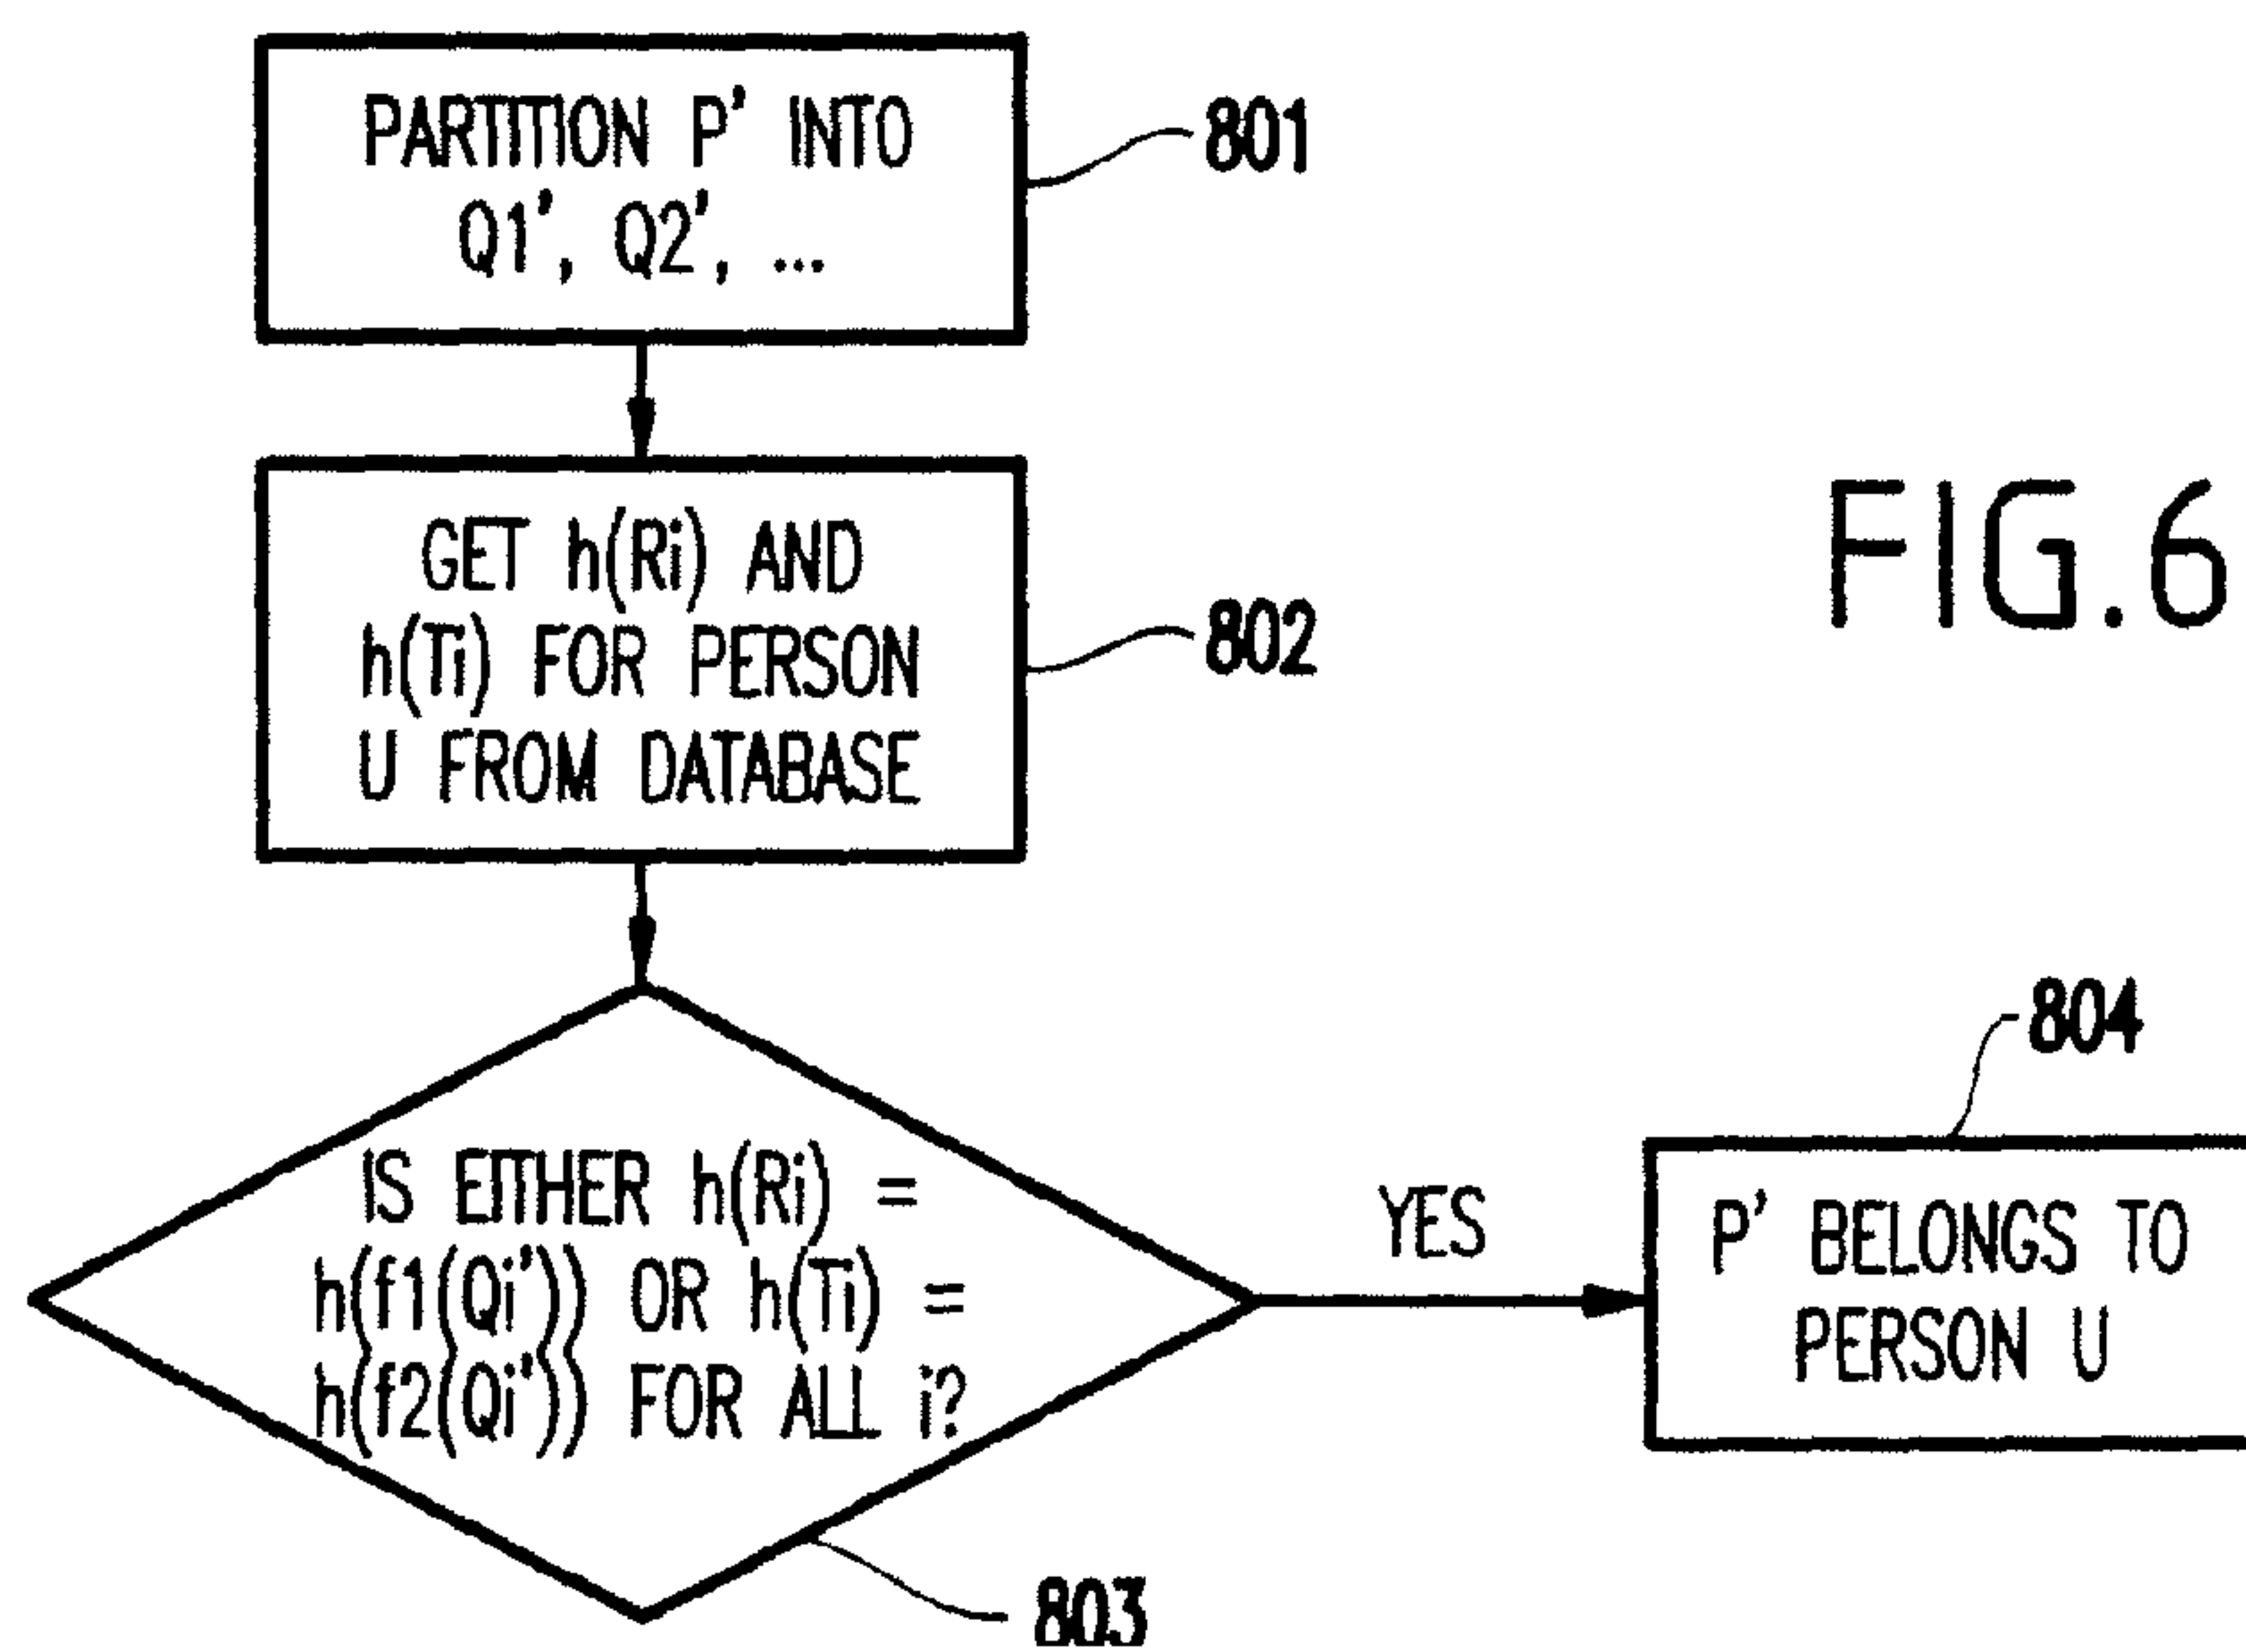 PARTITION P' INTO
Q1', Q2', ...
801
GET h(Ri) AND
h(Ti) FOR PERSON
U FROM DATABASE
802
FIG.6
IS EITHER h(Ri) =
h(f1(Qi')) OR h(Ti) =
h(f2(Qi')) FOR ALL i?
803
YES
804
P' BELONGS TO
PERSON U